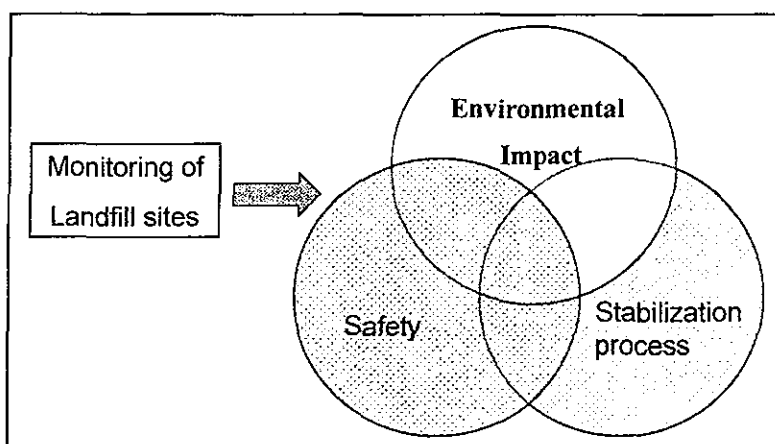 Monitoring of
Landfill sites
Environmental
Impact
Safety
Stabilization
process